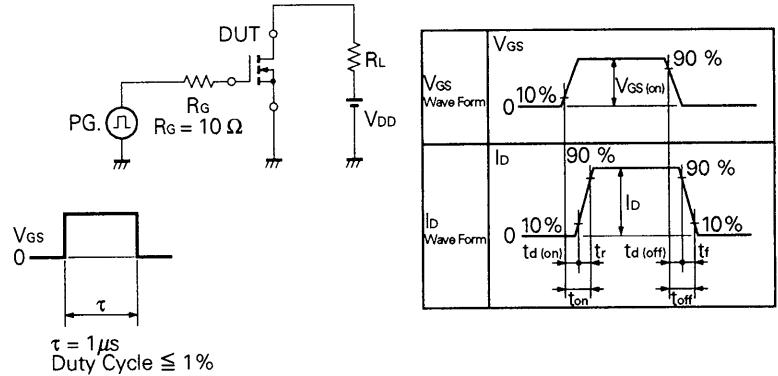 DUT
RL
RG
RG = 10 Ω
PG.
VDD
VGS
0
τ
τ = 1 μs
Duty Cycle ≦ 1%
VGS
Wave Form
VGS
90 %
10%
VGS (on)
0
ID
Wave Form
ID
90 %
90 %
10%
ID
10%
0
td (on)
tr
td (off)
tf
ton
toff